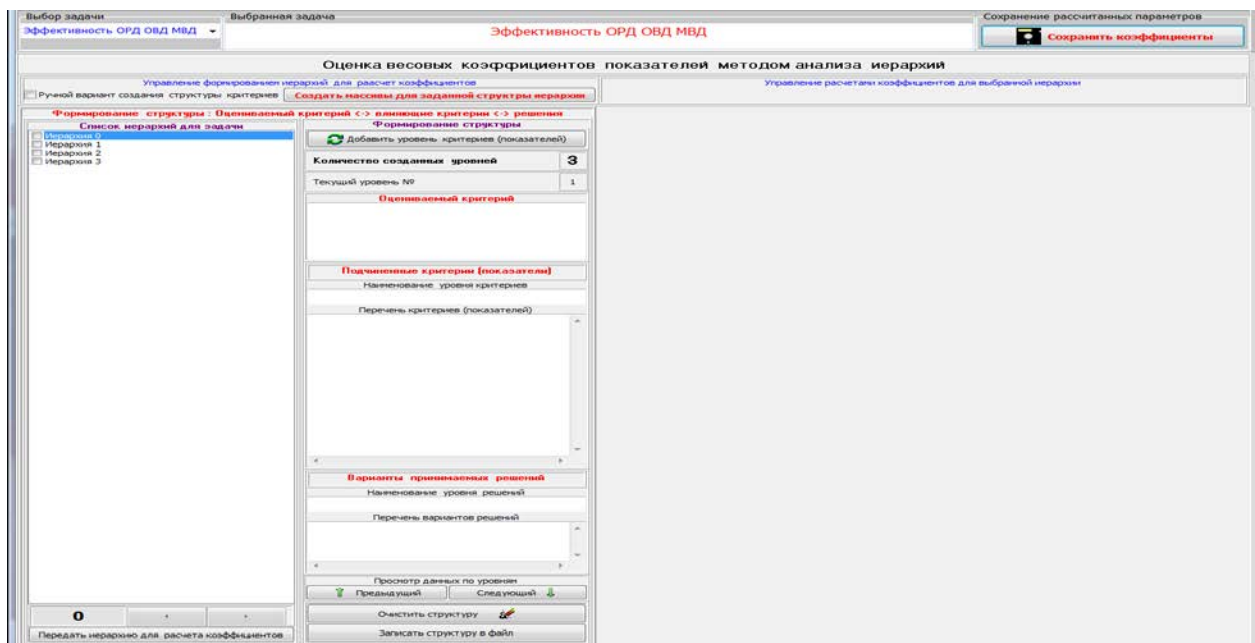 Выбор задачи
Выбранная задача
Сохранение рассчитанных параметров
Эффективность ОРД ОВД МВД
Эффективность ОРД ОВД МВД
Сохранить коэффициенты
Оценка весовых коэффициентов показателей методом анализа иерархий
Управление формированием иерархий для раасчет коэффициентов
Управление расчетами коэффициентов для выбранной иерархии
Ручной вариант создания структуры критериев
Создать массивы для заданной структры иерархии
Формирование структуры : Оцениваемый критерий <-> влияющие критерии <-> решения
Список иерархий для задачи
Иерархия 0
Иерархия 1
Иерархия 2
Иерархия 3
Формирование структуры
Добавить уровень критериев (показателей)
Количество созданных уровней 3
Текущий уровень № 1
Оцениваемый критерий
Подчиненные критерии (показатели)
Наименование уровня критериев
Перечень критериев (показателей)
Варианты принимаемых решений
Наименование уровня решений
Перечень вариантов решений
Просмотр данных по уровням
Предыдущий
Следующий
0
Очистить структуру
Передать иерархию для расчета коэффициентов
Записать структуру в файл